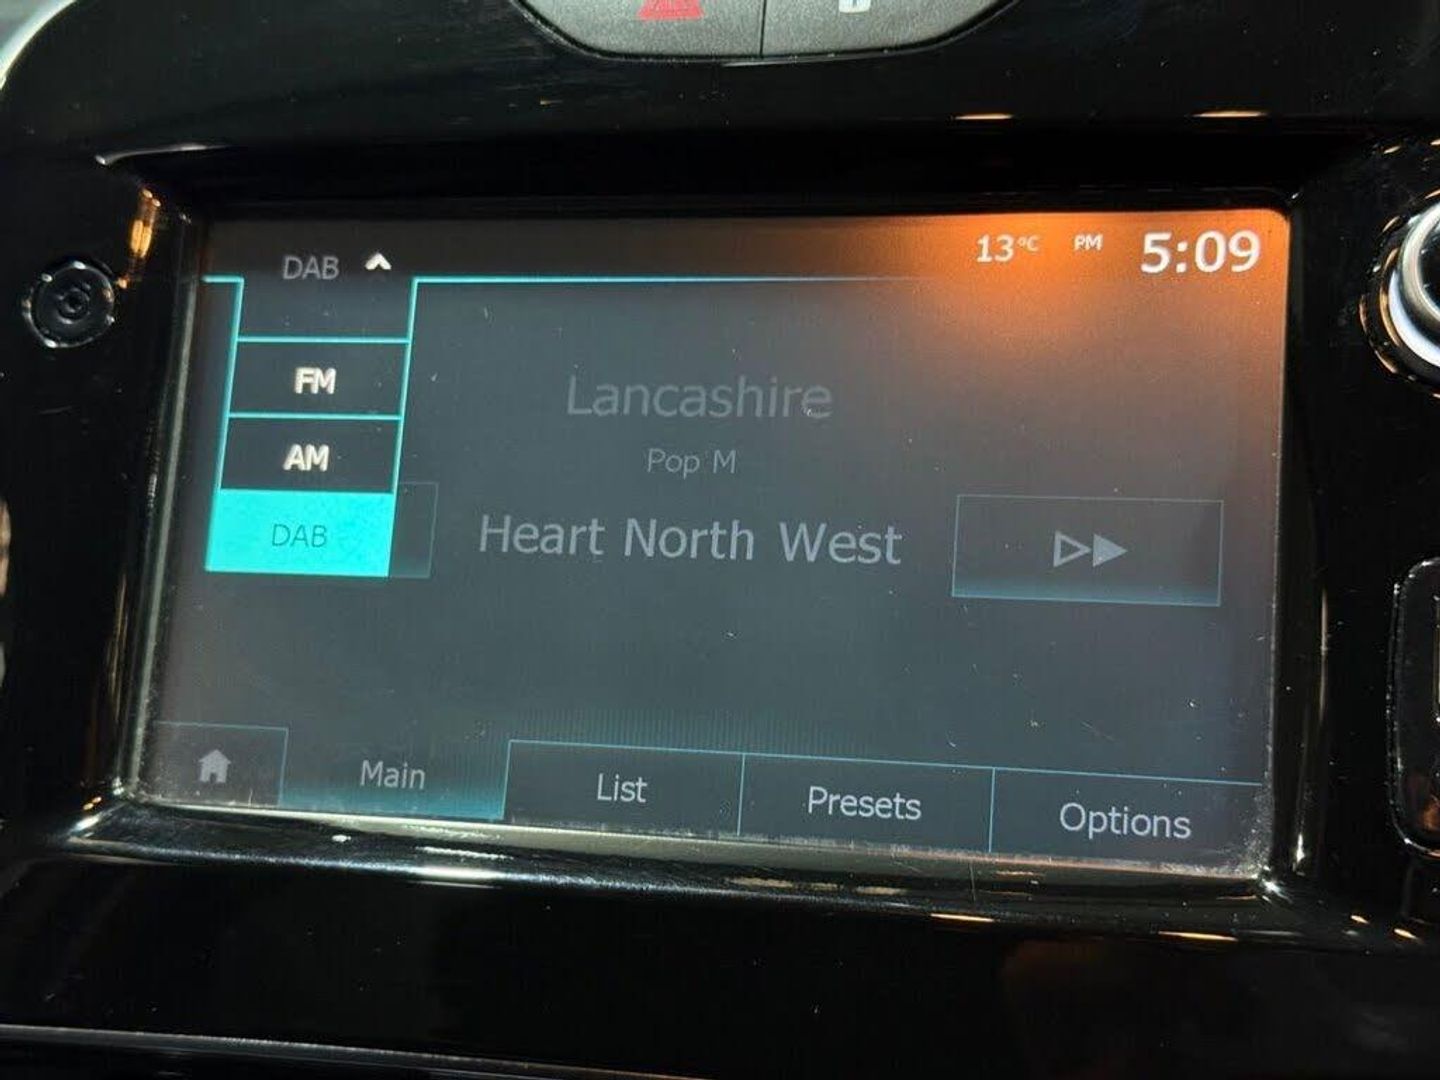 DAB
13°C PM 5:09
FM
AM
DAB
Lancashire
Pop M
Heart North West
Main
List
Presets
Options